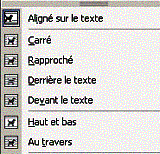 Aligné sur le texte
Carré
Rapproché
Derrière le texte
Devant le texte
Haut et bas
Au travers